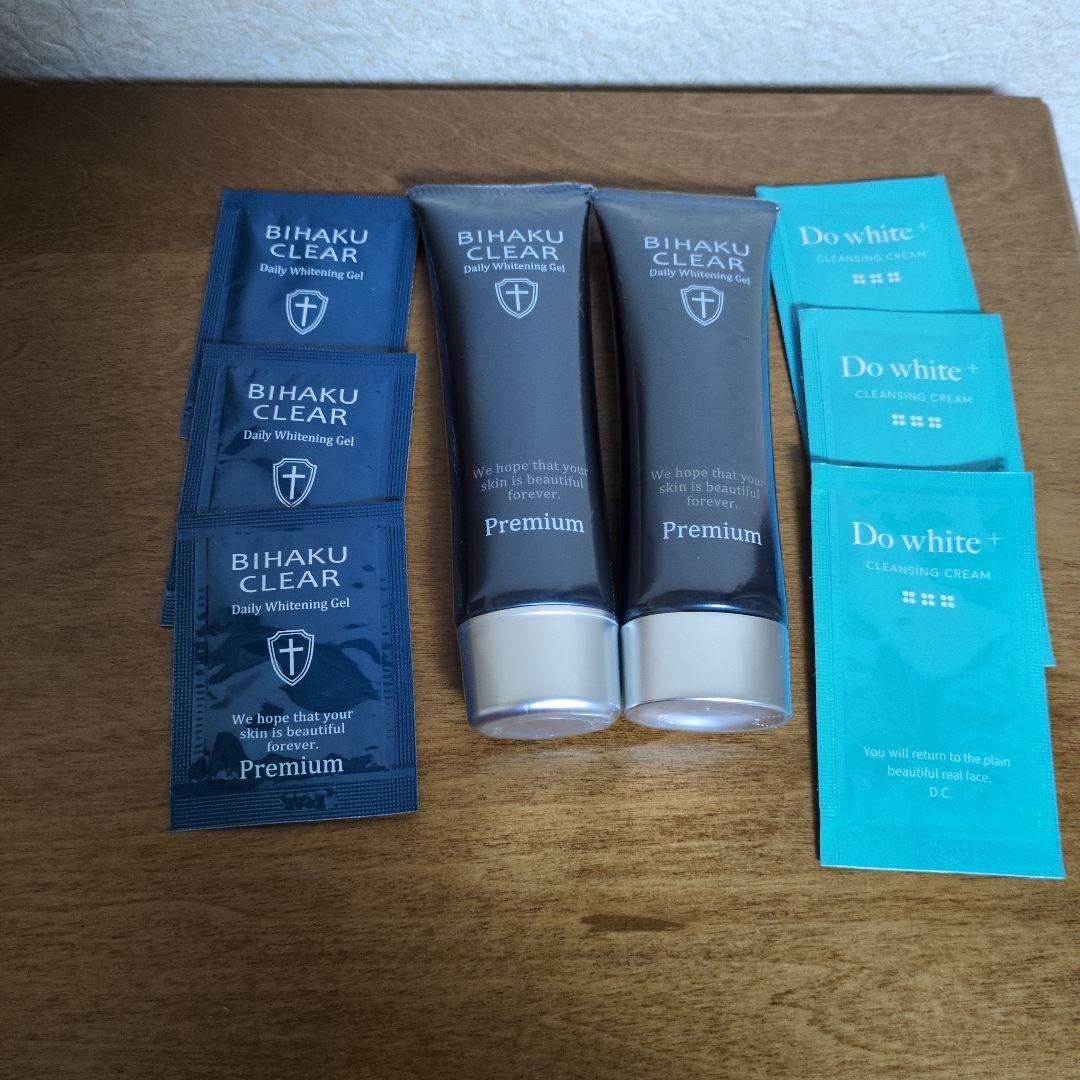 BIHAKU
CLEAR
Daily Whitening Gel
BIHAKU
CLEAR
Daily Whitening Gel
BIHAKU
CLEAR
Daily Whitening Gel
We hope that your
skin is beautiful
forever.
Premium
BIHAKU
CLEAR
Daily Whitening Gel
We hope that your
skin is beautiful
forever.
Premium
BIHAKU
CLEAR
Daily Whitening Gel
We hope that your
skin is beautiful
forever.
Premium
Do white+
CLEANSING CREAM
Do white+
CLEANSING CREAM
Do white+
CLEANSING CREAM
You will return to the plain
beautiful real face.
D.C.